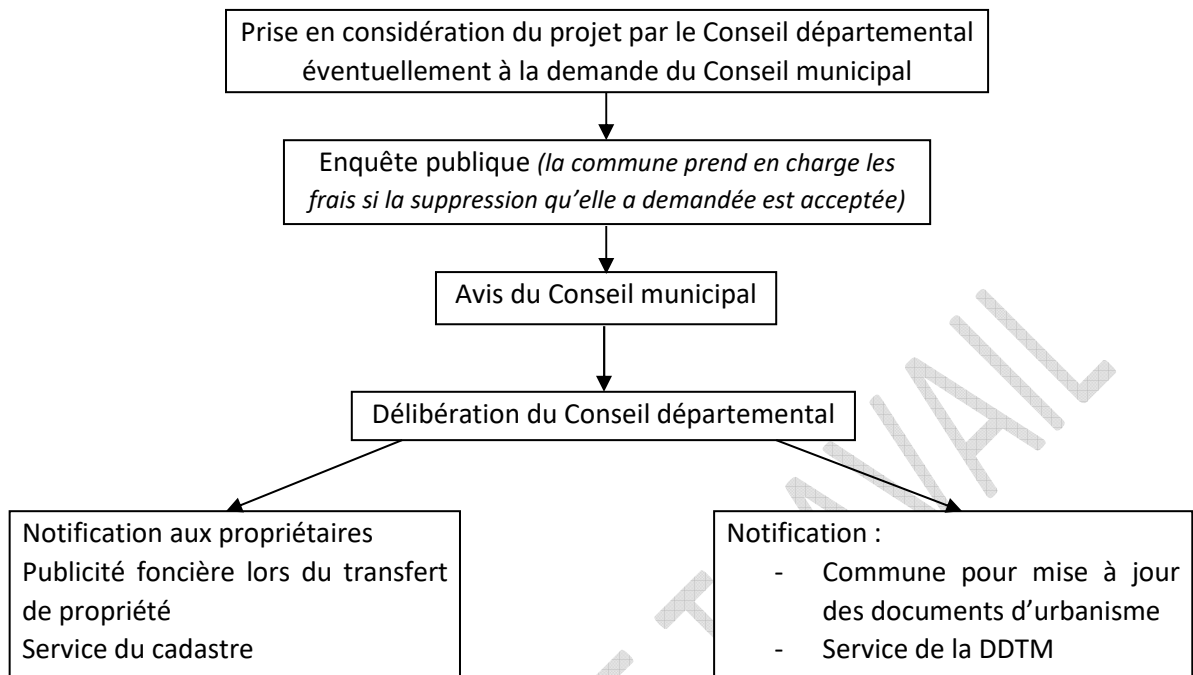 Prise en considération du projet par le Conseil départemental
éventuellement à la demande du Conseil municipal
Enquête publique (la commune prend en charge les
frais si la suppression qu’elle a demandée est acceptée)
Avis du Conseil municipal
Délibération du Conseil départemental
Notification aux propriétaires
Publicité foncière lors du transfert
de propriété
Service du cadastre
Notification :
- Commune pour mise à jour
des documents d’urbanisme
- Service de la DDTM
TRAVAIL